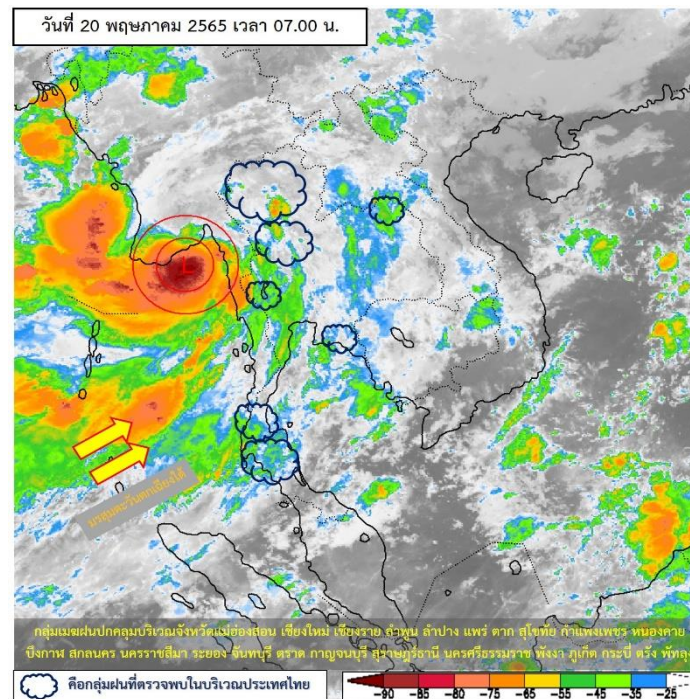 วันที่ 20 พฤษภาคม 2565 เวลา 07.00 น.
L
มรสุมตะวันตกเฉียงใต้
กลุ่มเมฆฝนปกคลุมบริเวณจังหวัดแม่ฮ่องสอน เชียงใหม่ เชียงราย ลำพูน ลำปาง แพร่ ตาก สุโขทัย กำแพงเพชร หนองคาย
บึงกาฬ สกลนคร นครราชสีมา ระยอง จันทบุรี ตราด กาญจนบุรี สุราษฎร์ธานี นครศรีธรรมราช พังงา ภูเก็ต กระบี่ ตรัง พัทลุง
คือกลุ่มฝนที่ตรวจพบในบริเวณประเทศไทย
-90 -85 -80 -75 -65 -55 -45 -35 -25